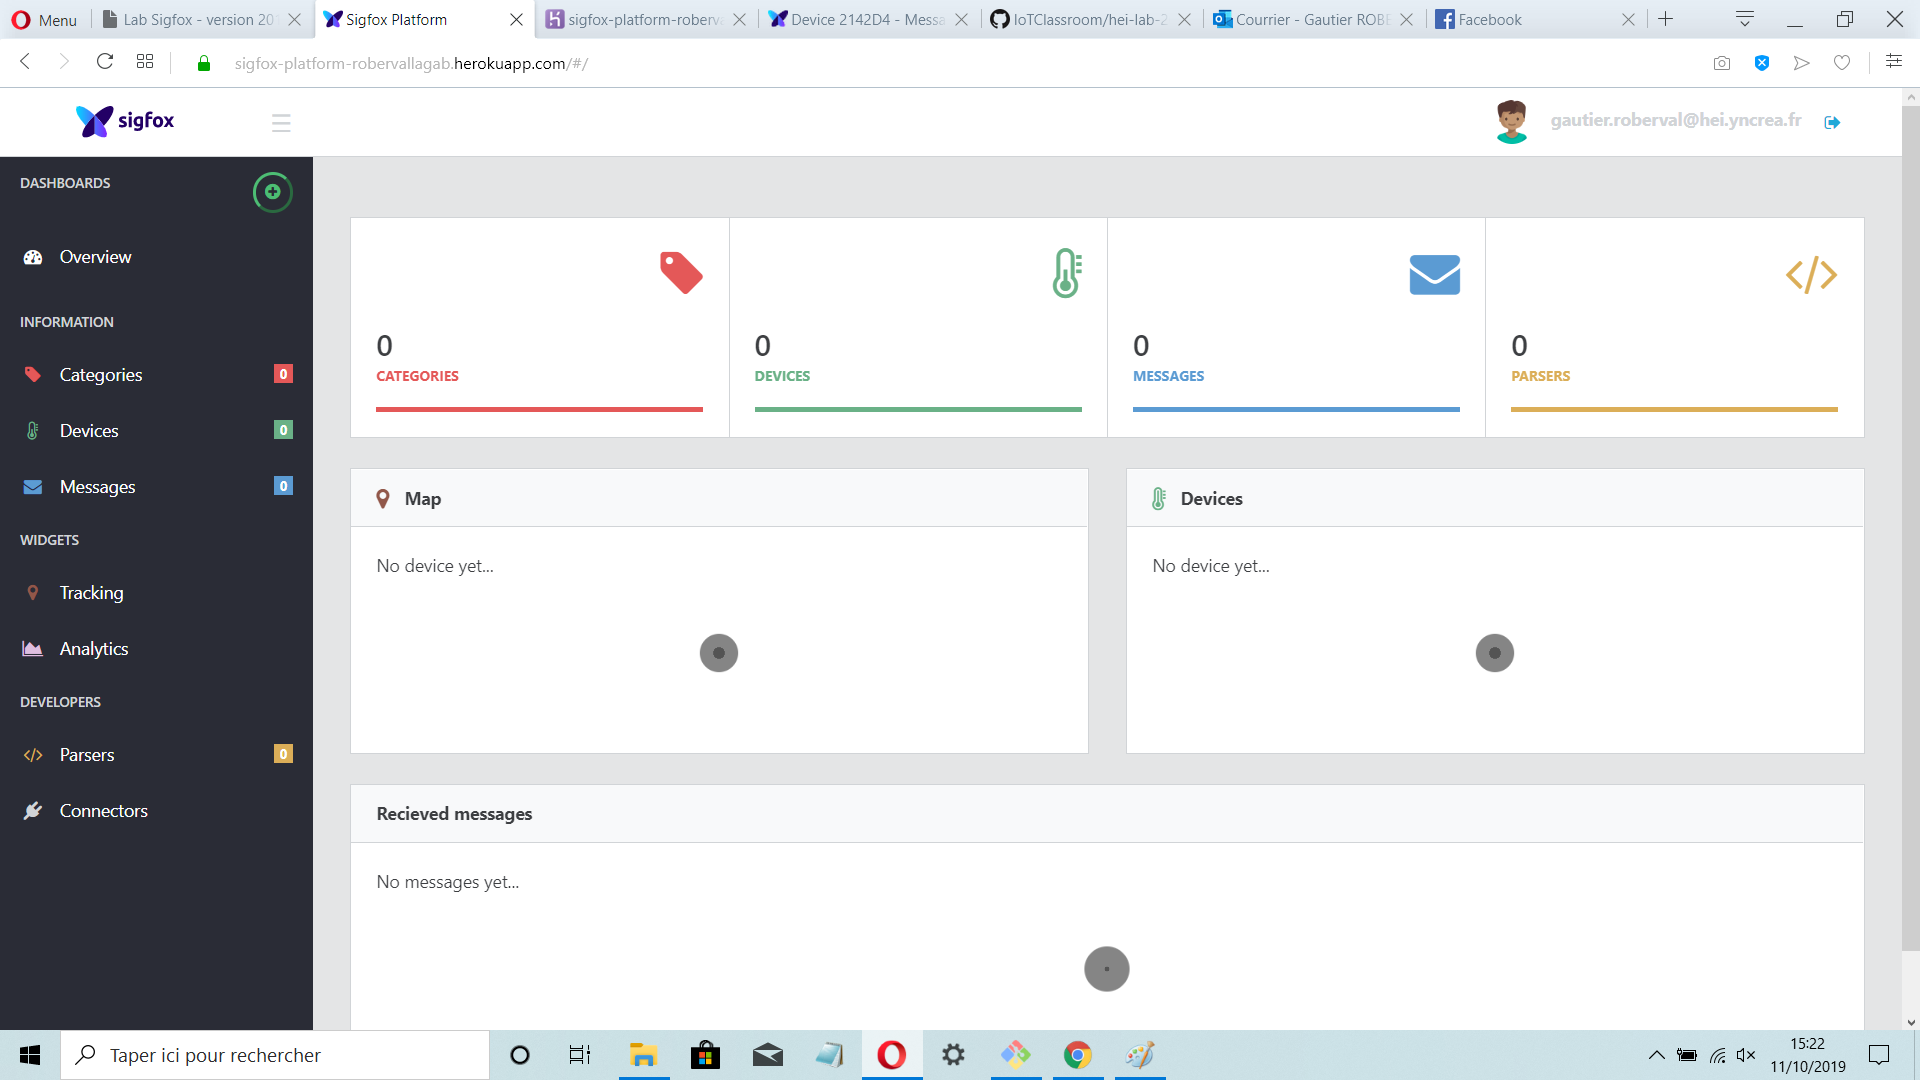 Menu
Lab Sigfox - version 20
Sigfox Platform
sigfox-platform-roberva
Device 2142D4 - Messa
IoTClassroom/hei-lab-2
Courrier - Gautier ROBE
Facebook
sigfox-platform-robervallagab.herokuapp.com/#/
sigfox
gautier.roberval@hei.yncrea.fr
DASHBOARDS
Overview
INFORMATION
Categories 0
Devices 0
Messages 0
WIDGETS
Tracking
Analytics
DEVELOPERS
Parsers 0
Connectors
0
CATEGORIES
0
DEVICES
0
MESSAGES
0
PARSERS
Map
No device yet...
Devices
No device yet...
Recieved messages
No messages yet...
Taper ici pour rechercher
15:22
11/10/2019